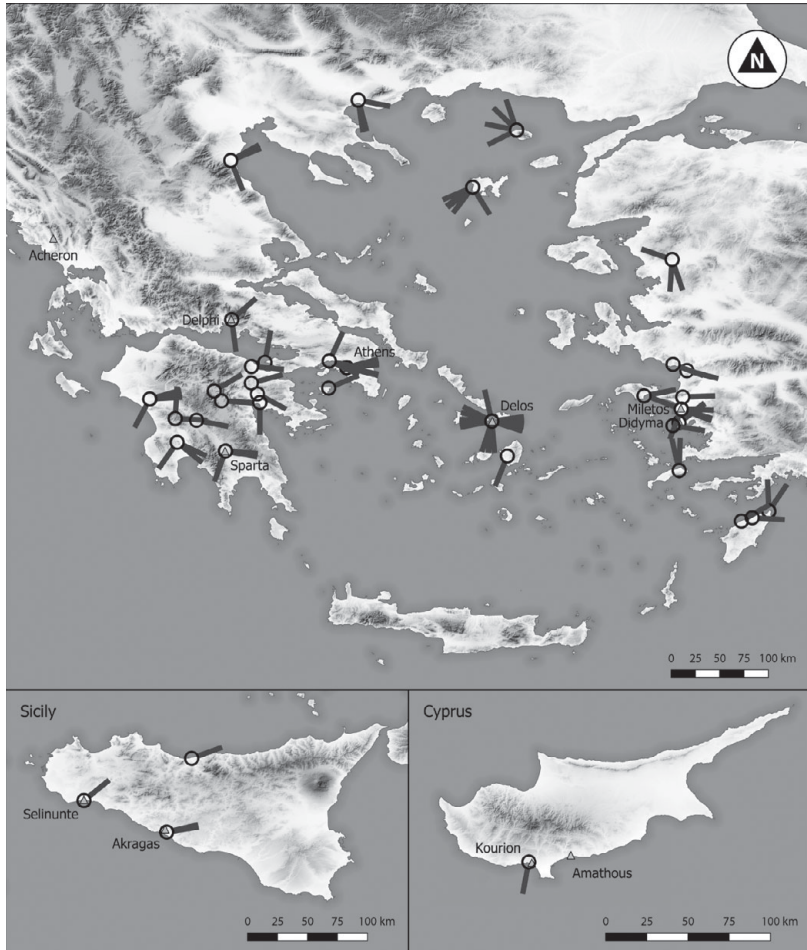 N
Acheron
Delphi
Athens
Delos
Miletos
Didyma
Sparta
0 25 50 75 100 km
Sicily
Selinunte
Akragas
0 25 50 75 100 km
Cyprus
Kourion
Amathous
0 25 50 75 100 km